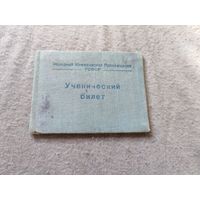 Народный Комиссариат Просвещения
РСФСР
Ученический
билет